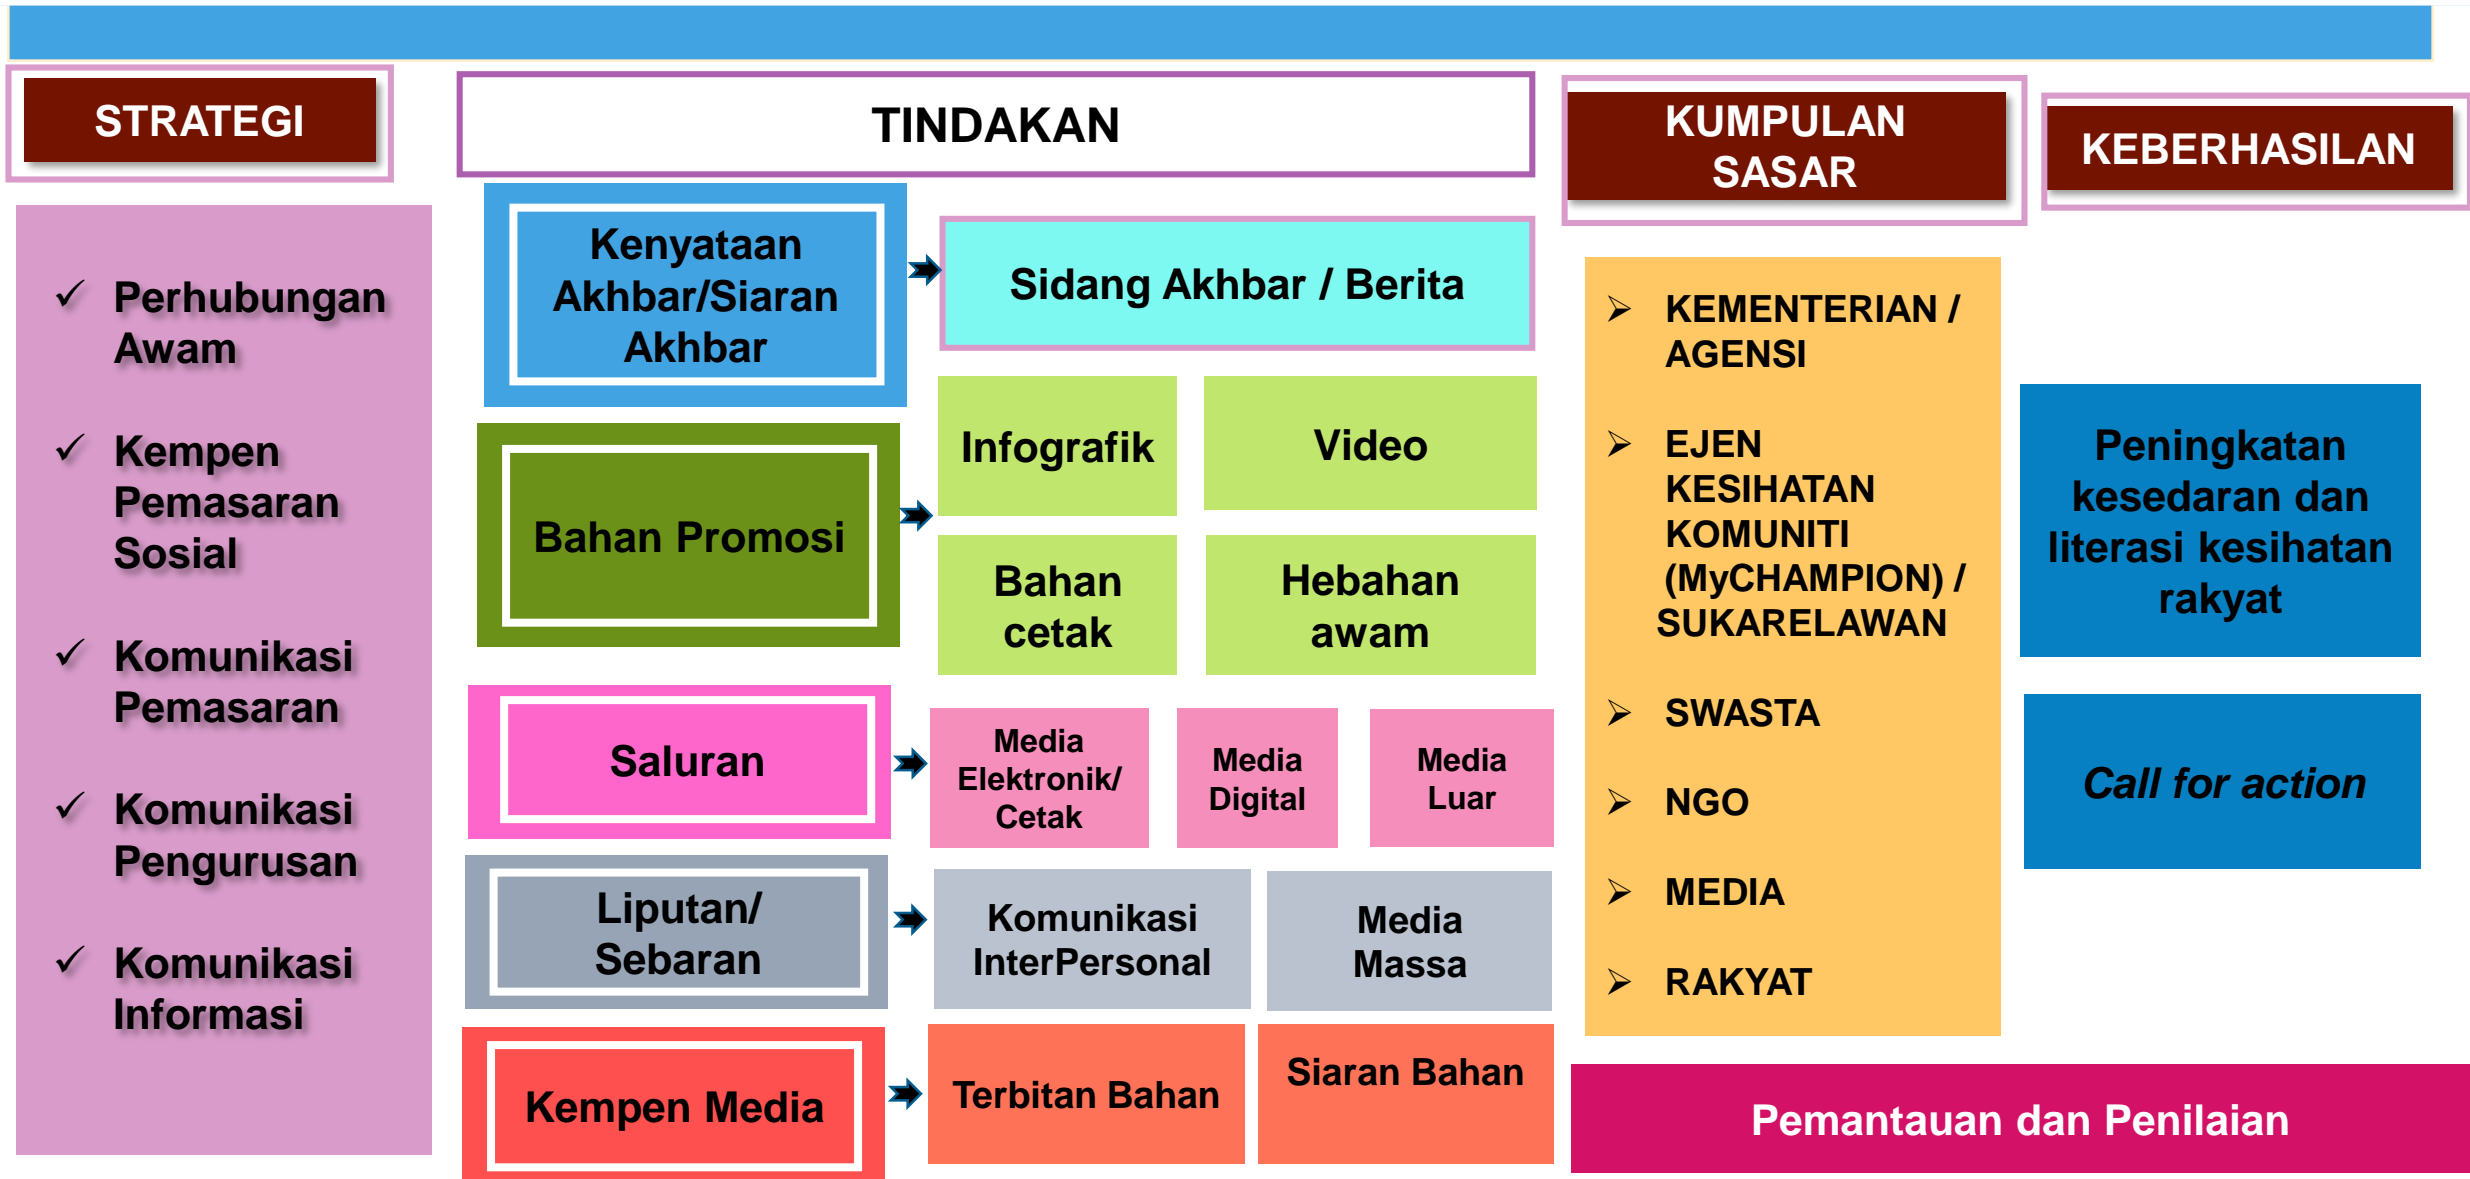 STRATEGI
Perhubungan
Awam
Kempen
Pemasaran
Sosial
Komunikasi
Pemasaran
Komunikasi
Pengurusan
Komunikasi
Informasi
TINDAKAN
Kenyataan
Akhbar/Siaran
Akhbar
Sidang Akhbar / Berita
Bahan Promosi
Infografik
Video
Bahan
cetak
Hebahan
awam
Saluran
Media
Elektronik/
Cetak
Media
Digital
Media
Luar
Liputan/
Sebaran
Komunikasi
InterPersonal
Media
Massa
Kempen Media
Terbitan Bahan
Siaran Bahan
KUMPULAN
SASAR
KEMENTERIAN /
AGENSI
EJEN
KESIHATAN
KOMUNITI
(MyCHAMPION) /
SUKARELAWAN
SWASTA
NGO
MEDIA
RAKYAT
KEBERHASILAN
Peningkatan
kesedaran dan
literasi kesihatan
rakyat
Call for action
Pemantauan dan Penilaian